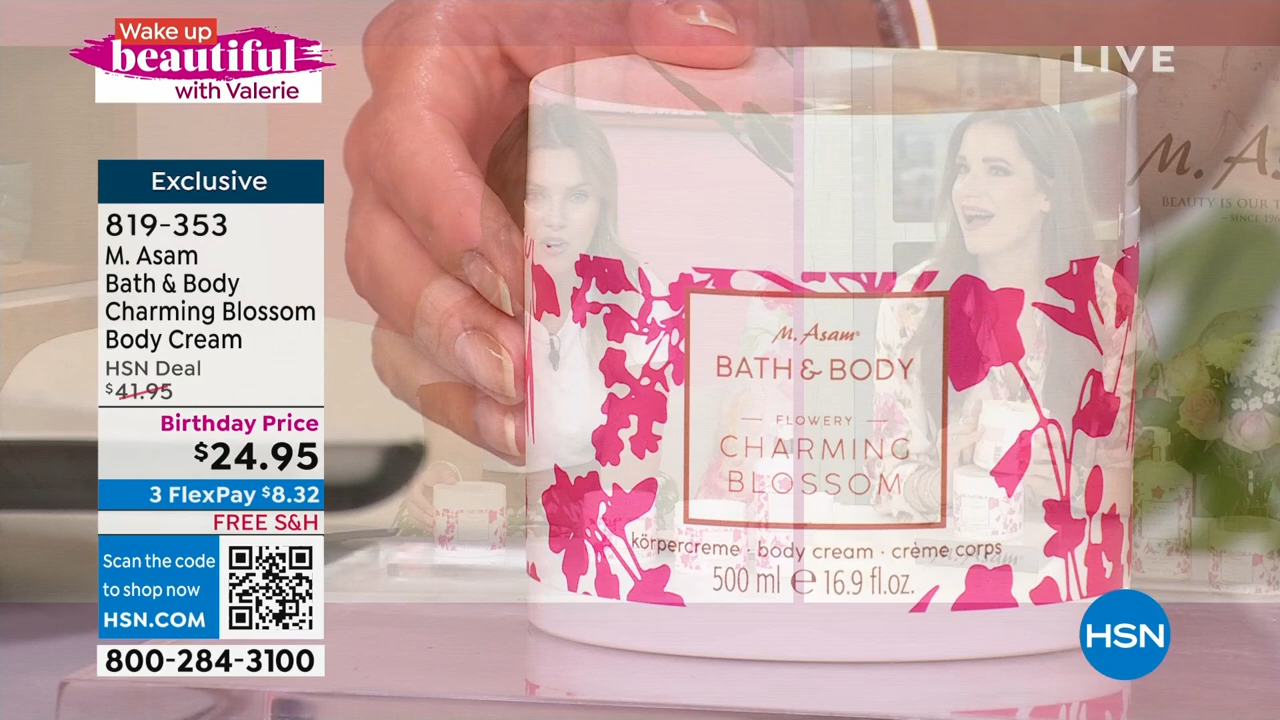 Wake up
beautiful
with Valerie
LIVE
Exclusive
819-353
M. Asam
Bath & Body
Charming Blossom
Body Cream
HSN Deal
$41.95
Birthday Price
$24.95
3 FlexPay $8.32
FREE S&H
Scan the code
to shop now
HSN.COM
800-284-3100
M. Asam
BATH & BODY
FLOWERY
CHARMING
BLOSSOM
körpercreme · body cream · crème corps
500 ml ℮ 16.9 fl.oz.
M. A
BEAUTY IS OUR T
HSN